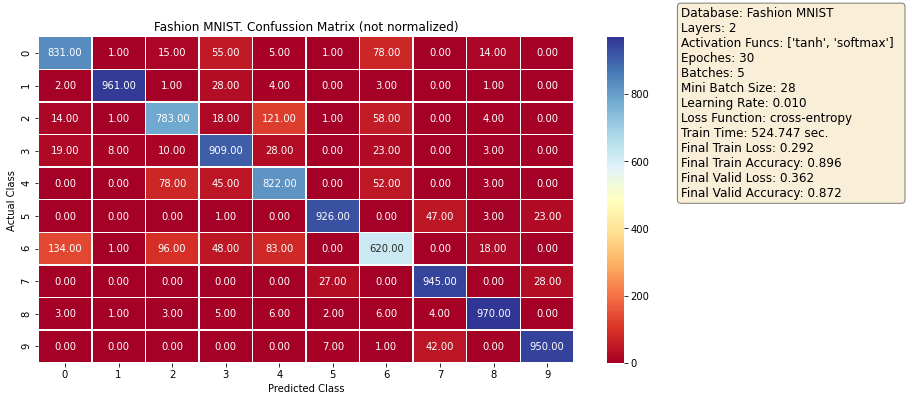 Fashion MNIST. Confussion Matrix (not normalized)
Actual Class
0 831.00 1.00 15.00 55.00 5.00 1.00 78.00 0.00 14.00 0.00
1 2.00 961.00 1.00 28.00 4.00 0.00 3.00 0.00 1.00 0.00
2 14.00 1.00 783.00 18.00 121.00 1.00 58.00 0.00 4.00 0.00
3 19.00 8.00 10.00 909.00 28.00 0.00 23.00 0.00 3.00 0.00
4 0.00 0.00 78.00 45.00 822.00 0.00 52.00 0.00 3.00 0.00
5 0.00 0.00 0.00 1.00 0.00 926.00 0.00 47.00 3.00 23.00
6 134.00 1.00 96.00 48.00 83.00 0.00 620.00 0.00 18.00 0.00
7 0.00 0.00 0.00 0.00 0.00 27.00 0.00 945.00 0.00 28.00
8 3.00 1.00 3.00 5.00 6.00 2.00 6.00 4.00 970.00 0.00
9 0.00 0.00 0.00 0.00 0.00 7.00 1.00 42.00 0.00 950.00
0 1 2 3 4 5 6 7 8 9
Predicted Class
800
600
400
200
0
Database: Fashion MNIST
Layers: 2
Activation Funcs: ['tanh', 'softmax']
Epoches: 30
Batches: 5
Mini Batch Size: 28
Learning Rate: 0.010
Loss Function: cross-entropy
Train Time: 524.747 sec.
Final Train Loss: 0.292
Final Train Accuracy: 0.896
Final Valid Loss: 0.362
Final Valid Accuracy: 0.872